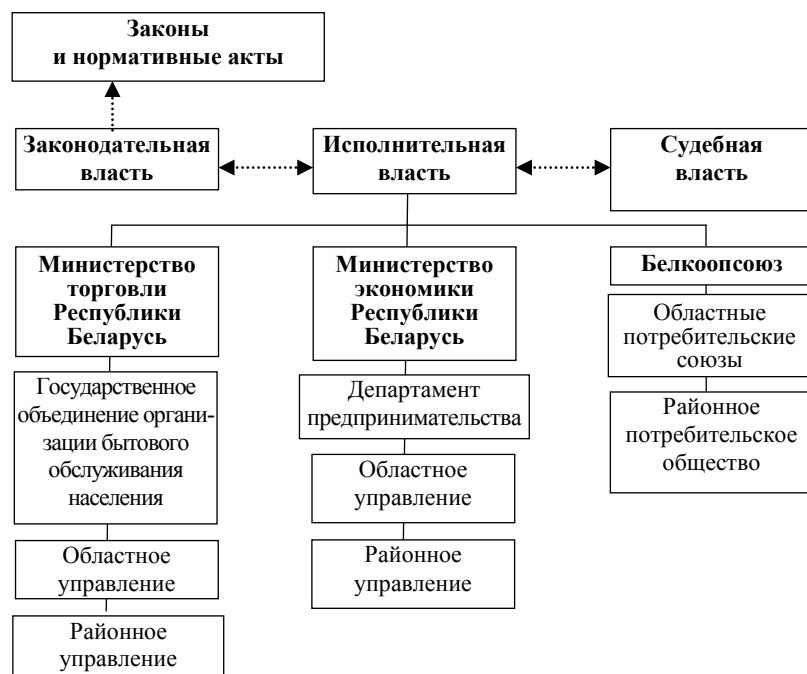 Законы
и нормативные акты
Законодательная
власть
Исполнительная
власть
Судебная
власть
Министерство
торговли
Республики
Беларусь
Министерство
экономики
Республики
Беларусь
Белкоопсоюз
Областные
потребительские
союзы
Государственное
объединение органи-
зации бытового
обслуживания
населения
Департамент
предпринимательства
Районное
потребительское
общество
Областное
управление
Областное
управление
Районное
управление
Районное
управление